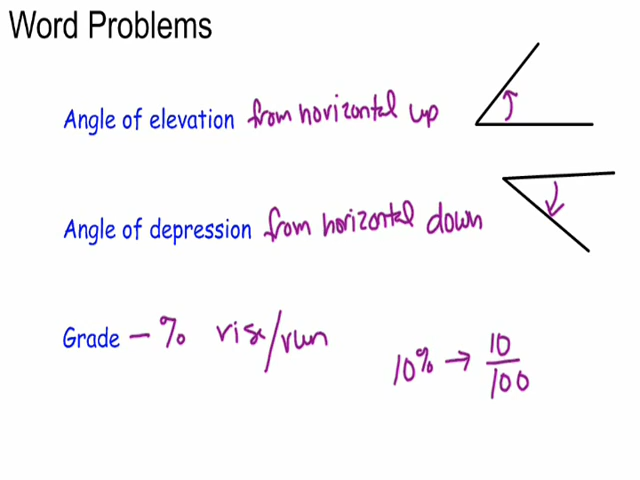 Word Problems
Angle of elevation from horizontal up
Angle of depression from horizontal down
Grade – % rise/run
10% → 10/100